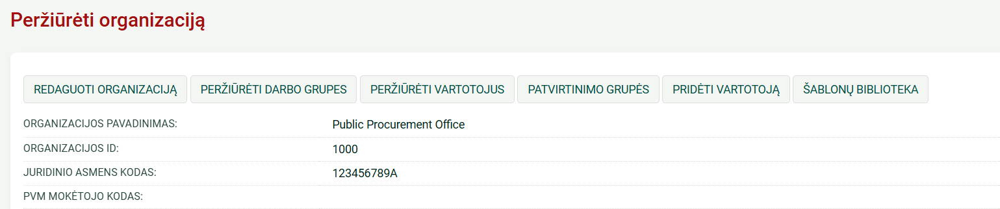 Peržiūrėti organizaciją
REDAGUOTI ORGANIZACIJĄ PERŽIŪRĖTI DARBO GRUPES PERŽIŪRĖTI VARTOTOJUS PATVIRTINIMO GRUPĖS PRIDĖTI VARTOTOJĄ ŠABLONŲ BIBLIOTEKA
ORGANIZACIJOS PAVADINIMAS: Public Procurement Office
ORGANIZACIJOS ID: 1000
JURIDINIO ASMENS KODAS: 123456789A
PVM MOKĖTOJO KODAS: